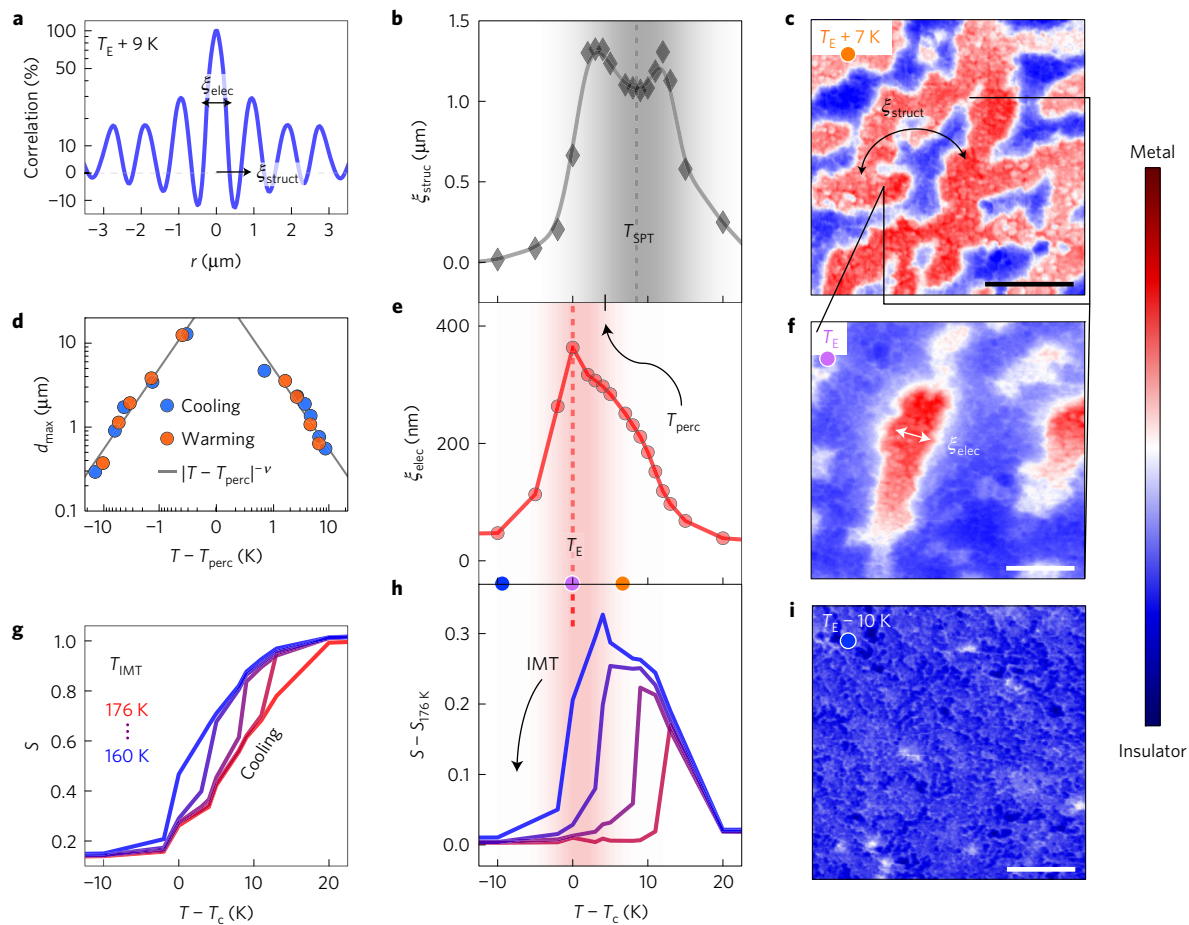 a
T_E + 9 K
Correlation (%)
100
50
10
0
−10
ξ_elec
ξ_struct
−3 −2 −1 0 1 2 3
r (μm)
b
1.5
1.0
0.5
0.0
ξ_struc (μm)
T_SPT
c
T_E + 7 K
ξ_struct
Metal
Insulator
d
d_max (μm)
10
1
0.1
Cooling
Warming
|T − T_perc|^−ν
−10 −1 0 1 10
T − T_perc (K)
e
400
200
0
ξ_elec (nm)
T_perc
T_E
f
T_E
ξ_elec
g
S
1.0
0.8
0.6
0.4
0.2
T_IMT
176 K
160 K
Cooling
−10 0 10 20
T − T_c (K)
h
0.3
0.2
0.1
0.0
S − S_176 K
IMT
−10 0 10 20
T − T_c (K)
i
T_E − 10 K